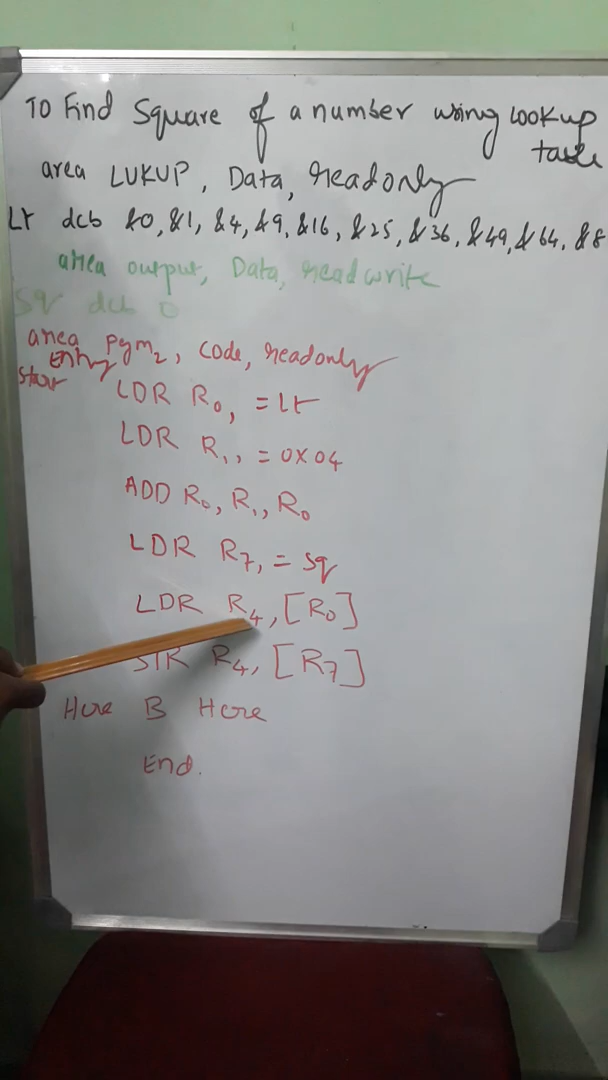 To Find Square of a number using Lookup
table
area LUKUP, Data, readonly
Lt dcb &0, &1, &4, &9, &16, &25, &36, &49, &64, &8
area output, Data, readwrite
Sq dcb 0
area Pgm2, Code, readonly
Entry
Start
LDR R0, = Lt
LDR R1, = 0x04
ADD R0, R1, R0
LDR R7, = Sq
LDR R4, [R0]
STR R4, [R7]
Here B Here
End.